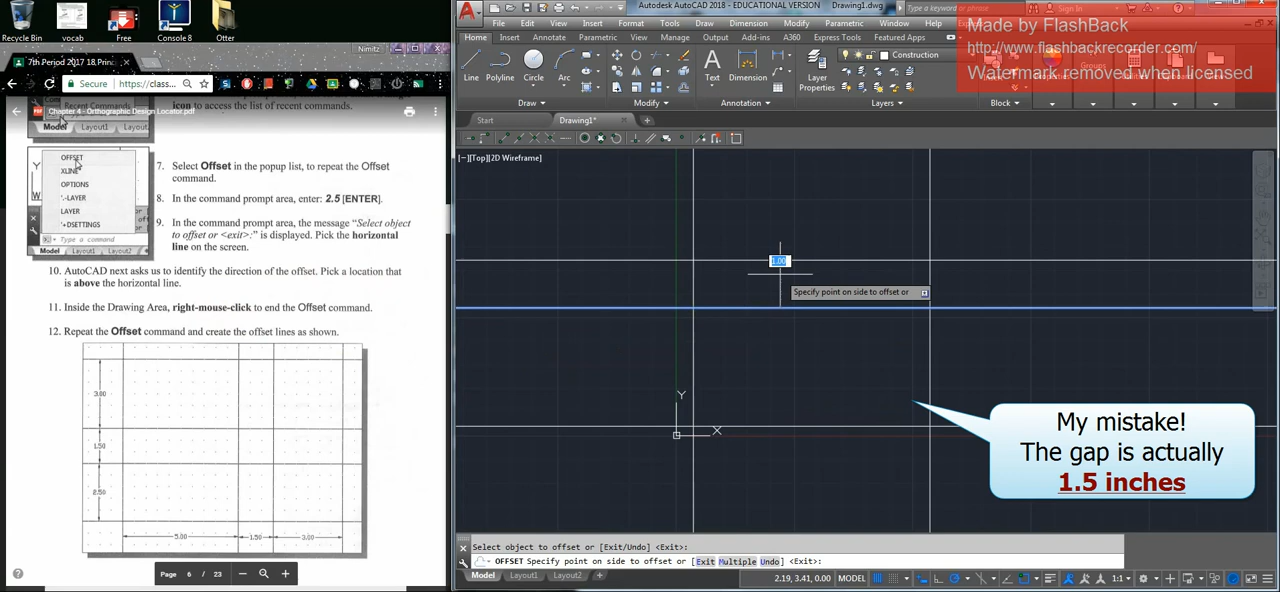 Recycle Bin
vocab
Free
Console 8
Otter
7th Period 2017 18 Prin
Nimitz
Secure
https://class
Recent Commands
icon to access the list of recent commands.
Chapter 4 - Orthographic Design Locator.pdf
Model Layout1 Layout
OFFSET
XLINE
OPTIONS
'.-LAYER
LAYER
'+DSETTINGS
Type a command
Model Layout1 Layout2
7. Select Offset in the popup list, to repeat the Offset
command.
8. In the command prompt area, enter: 2.5 [ENTER].
9. In the command prompt area, the message "Select object
to offset or <exit>:" is displayed. Pick the horizontal
line on the screen.
10. AutoCAD next asks us to identify the direction of the offset. Pick a location that
is above the horizontal line.
11. Inside the Drawing Area, right-mouse-click to end the Offset command.
12. Repeat the Offset command and create the offset lines as shown.
3.00
1.50
2.50
5.00 1.50 3.00
Page 6 / 23
Autodesk AutoCAD 2018 - EDUCATIONAL VERSION Drawing1.dwg
Type a keyword or phrase
Sign In
File Edit View Insert Format Tools Draw Dimension Modify Parametric Window Help
Home Insert Annotate Parametric View Manage Output Add-ins A360 Express Tools Featured Apps
Made by FlashBack
http://www.flashbackrecorder.com/
Watermark removed when licensed
Line Polyline Circle Arc
Text Dimension
Layer
Properties
Construction
Groups
Draw Modify Annotation Layers Block
Start Drawing1*
[−][Top][2D Wireframe]
1.00
Specify point on side to offset or
Y
X
My mistake!
The gap is actually
1.5 inches
Select object to offset or [Exit/Undo] <Exit>:
OFFSET Specify point on side to offset or [Exit Multiple Undo] <Exit>:
Model Layout1 Layout2 +
2.19, 3.41, 0.00 MODEL
1:1